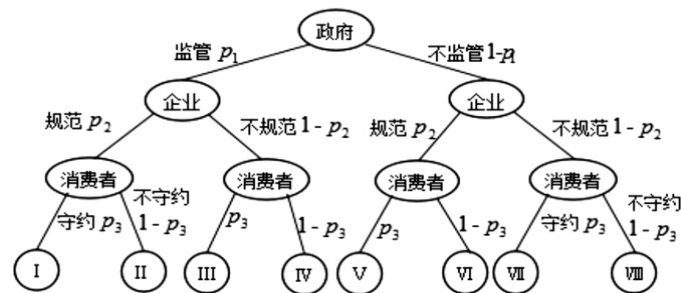 政府
监管 p₁
不监管1-p₁
企业
企业
规范 p₂
不规范1 - p₂
规范 p₂
不规范1 - p₂
消费者
消费者
消费者
消费者
守约 p₃
不守约
1 - p₃
p₃
1 - p₃
p₃
1 - p₃
守约 p₃
不守约
1 - p₃
I
II
III
IV
V
VI
VII
VIII